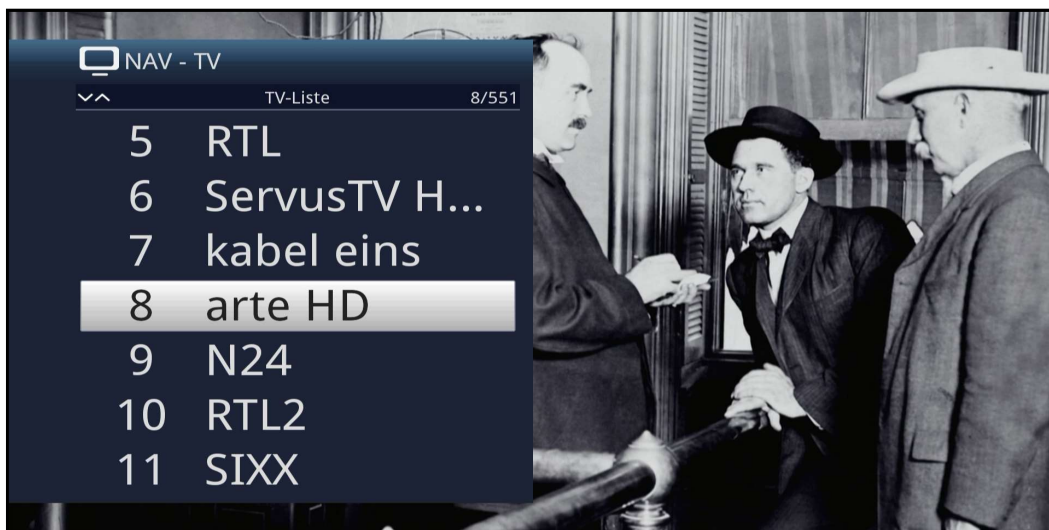 NAV - TV
TV-Liste 8/551
5 RTL
6 ServusTV H...
7 kabel eins
8 arte HD
9 N24
10 RTL2
11 SIXX